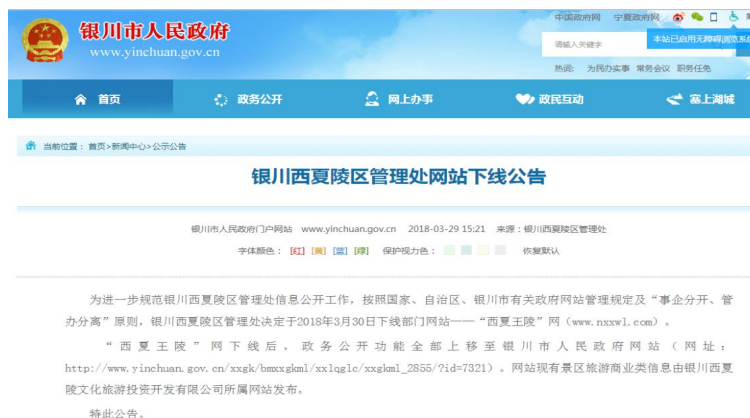 中国政府网 宁夏政府网
银川市人民政府
www.yinchuan.gov.cn
请输入关键字
本站已启用无障碍浏览系
热词: 为民办实事 常务会议 职务任免
首页 政务公开 网上办事 政民互动 塞上湖城
当前位置：首页>新闻中心>公示公告
银川西夏陵区管理处网站下线公告
银川市人民政府门户网站 www.yinchuan.gov.cn 2018-03-29 15:21 来源：银川西夏陵区管理处
字体颜色： [红] [黄] [蓝] [绿] 保护视力色： 恢复默认
为进一步规范银川西夏陵区管理处信息公开工作，按照国家、自治区、银川市有关政府网站管理规定及“事企分开、管
办分离”原则，银川西夏陵区管理处决定于2018年3月30日下线部门网站——“西夏王陵”网（www.nxxwl.com）。
“西夏王陵”网下线后，政务公开功能全部上移至银川市人民政府网站（网址：
http://www.yinchuan.gov.cn/xxgk/bmxxgkml/xxlqglc/xxgkml_2855/?id=7321）。网站现有景区旅游商业类信息由银川西夏
陵文化旅游投资开发有限公司所属网站发布。
特此公告。